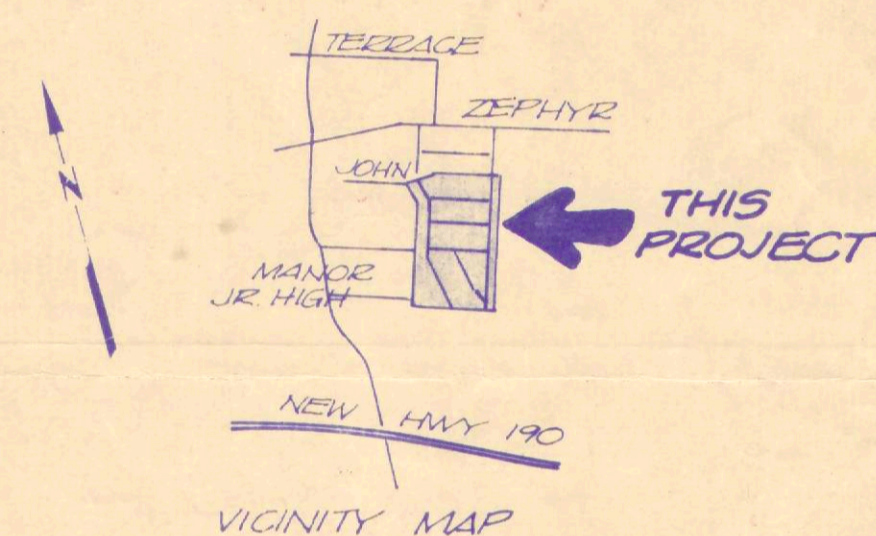 TERRACE
ZEPHYR
JOHN
N
THIS
PROJECT
MANOR
JR. HIGH
NEW HWY 190
VICINITY MAP